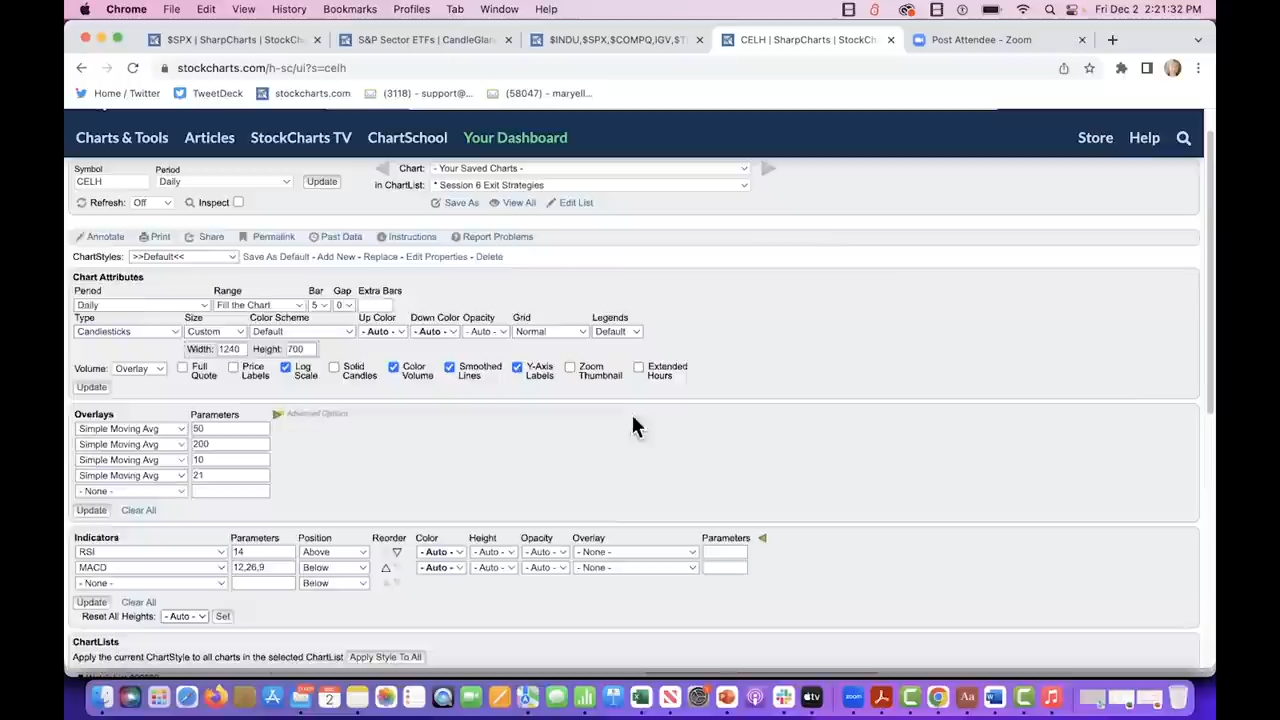 Chrome File Edit View History Bookmarks Profiles Tab Window Help Fri Dec 2 2:21:32 PM
$SPX | SharpCharts | StockCh S&P Sector ETFs | CandleGlan $INDU,$SPX,$COMPQ,IGV,$T CELH | SharpCharts | StockCh Post Attendee - Zoom
stockcharts.com/h-sc/ui?s=celh
Home / Twitter TweetDeck stockcharts.com (3118) - support@... (58047) - maryell...
Charts & Tools Articles StockCharts TV ChartSchool Your Dashboard Store Help
Symbol Period Chart: - Your Saved Charts -
CELH Daily Update in ChartList: * Session 6 Exit Strategies
Refresh: Off Inspect Save As View All Edit List
Annotate Print Share Permalink Past Data Instructions Report Problems
ChartStyles: >>Default<< Save As Default - Add New - Replace - Edit Properties - Delete
Chart Attributes
Period Range Bar Gap Extra Bars
Daily Fill the Chart 5 0
Type Size Color Scheme Up Color Down Color Opacity Grid Legends
Candlesticks Custom Default - Auto - - Auto - - Auto - Normal Default
Width: 1240 Height: 700
Volume: Overlay Full Quote Price Labels Log Scale Solid Candles Color Volume Smoothed Lines Y-Axis Labels Zoom Thumbnail Extended Hours
Update
Overlays Parameters Advanced Options
Simple Moving Avg 50
Simple Moving Avg 200
Simple Moving Avg 10
Simple Moving Avg 21
- None -
Update Clear All
Indicators Parameters Position Reorder Color Height Opacity Overlay Parameters
RSI 14 Above - Auto - - Auto - - Auto - - None -
MACD 12,26,9 Below - Auto - - Auto - - Auto - - None -
- None - Below
Update Clear All
Reset All Heights: - Auto - Set
ChartLists
Apply the current ChartStyle to all charts in the selected ChartList Apply Style To All